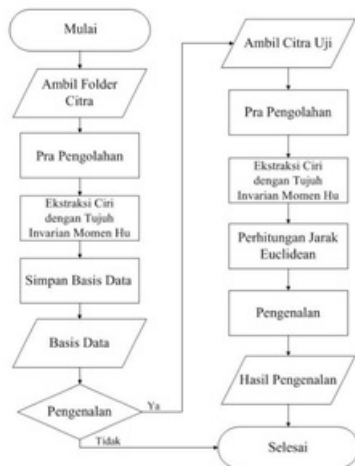 Mulai
Ambil Folder
Citra
Pra Pengolahan
Ekstraksi Ciri
dengan Tujuh
Invarian Momen Hu
Simpan Basis Data
Basis Data
Pengenalan
Ya
Tidak
Ambil Citra Uji
Pra Pengolahan
Ekstraksi Ciri
dengan Tujuh
Invarian Momen Hu
Perhitungan Jarak
Euclidean
Pengenalan
Hasil Pengenalan
Selesai